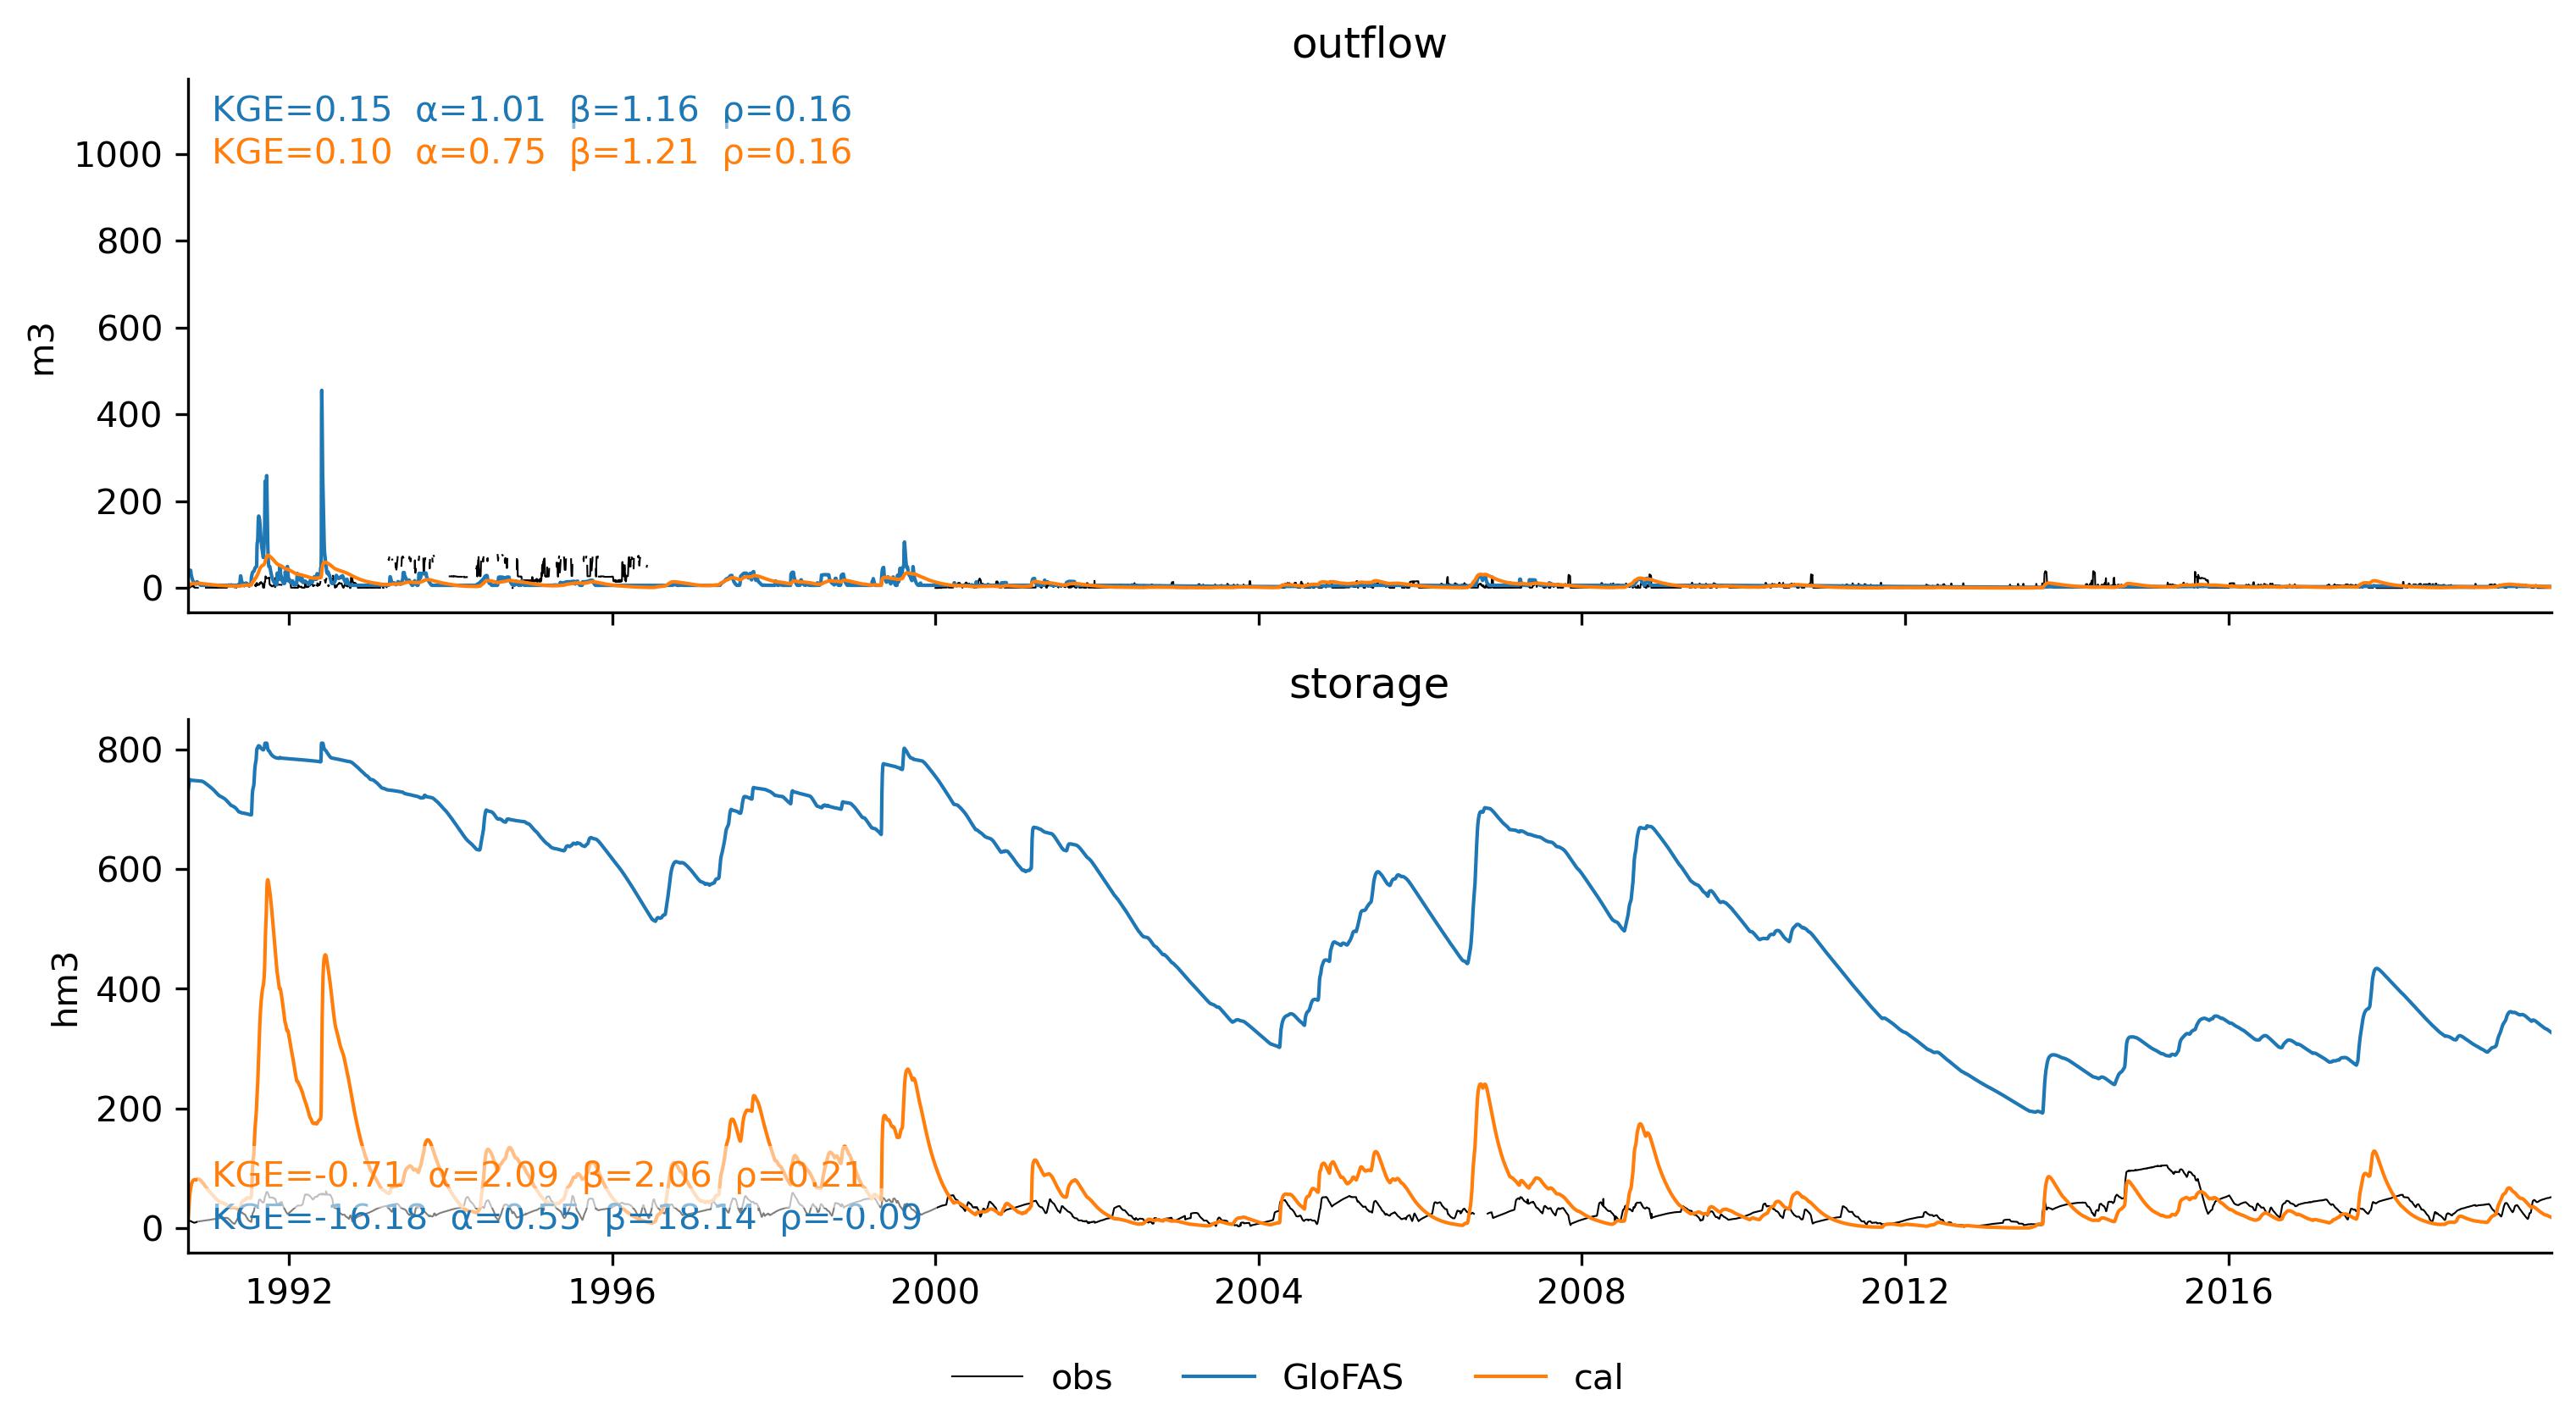 outflow
KGE=0.15 α=1.01 β=1.16 ρ=0.16
KGE=0.10 α=0.75 β=1.21 ρ=0.16
1000
800
600
400
200
0
m3
storage
800
600
400
200
0
hm3
KGE=-0.71 α=2.09 β=2.06 ρ=0.21
KGE=-16.18 α=0.55 β=18.14 ρ=-0.09
1992 1996 2000 2004 2008 2012 2016
obs GloFAS cal